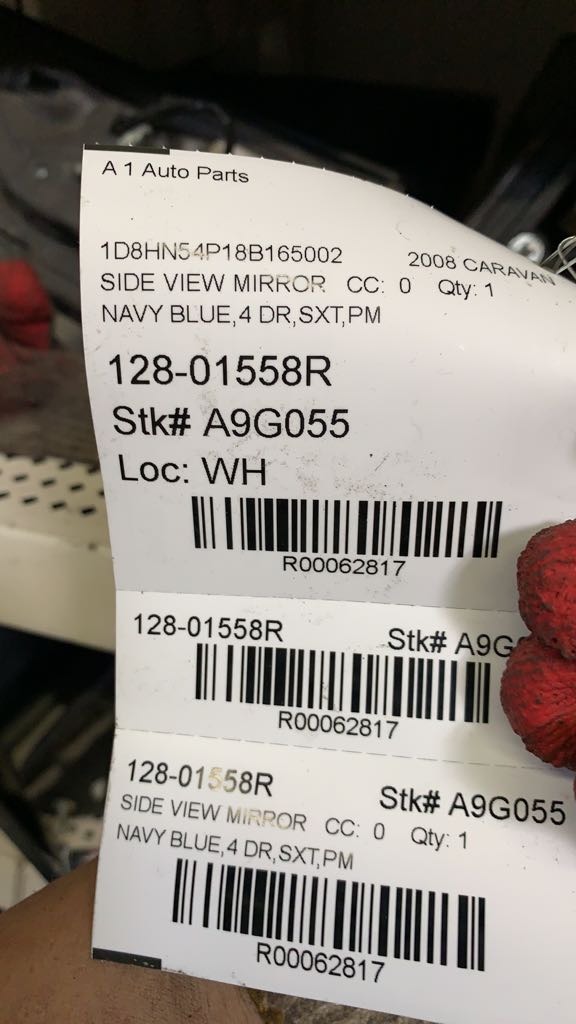 A 1 Auto Parts
1D8HN54P18B165002 2008 CARAVAN
SIDE VIEW MIRROR CC: 0 Qty: 1
NAVY BLUE,4 DR,SXT,PM
128-01558R
Stk# A9G055
Loc: WH
R00062817
128-01558R Stk# A9G
R00062817
128-01558R Stk# A9G055
SIDE VIEW MIRROR CC: 0 Qty: 1
NAVY BLUE,4 DR,SXT,PM
R00062817